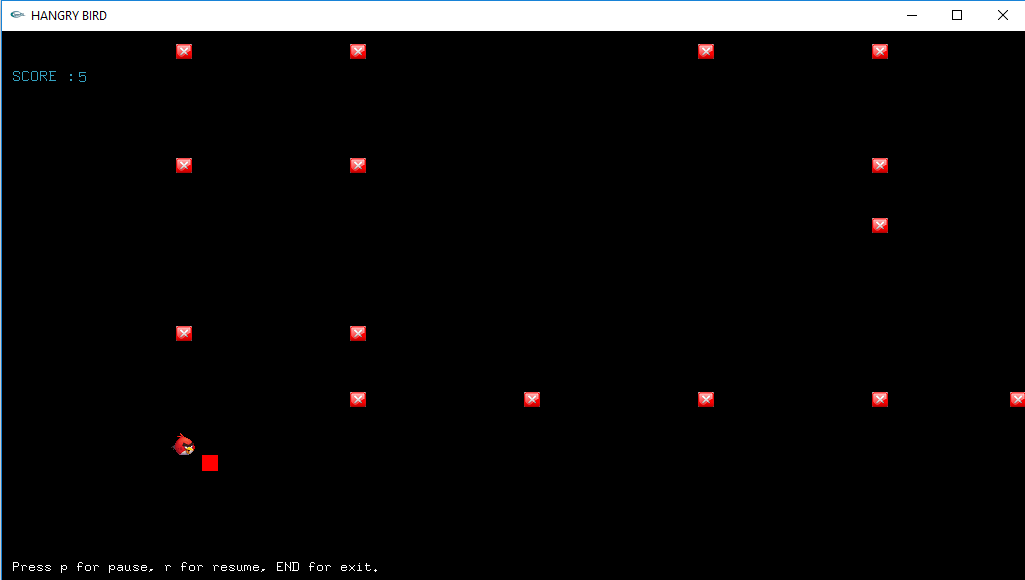 HANGRY BIRD
SCORE :5
Press p for pause, r for resume, END for exit.